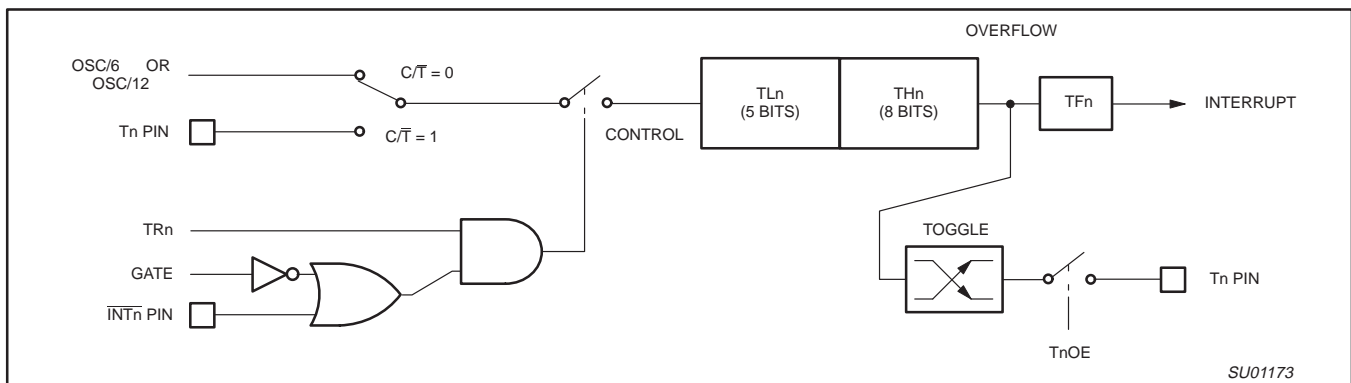 OVERFLOW
OSC/6 OR
OSC/12
C/T̅ = 0
TLn
(5 BITS)
THn
(8 BITS)
TFn
INTERRUPT
Tn PIN
C/T̅ = 1
CONTROL
TRn
TOGGLE
GATE
Tn PIN
I̅N̅T̅n̅ PIN
TnOE
SU01173